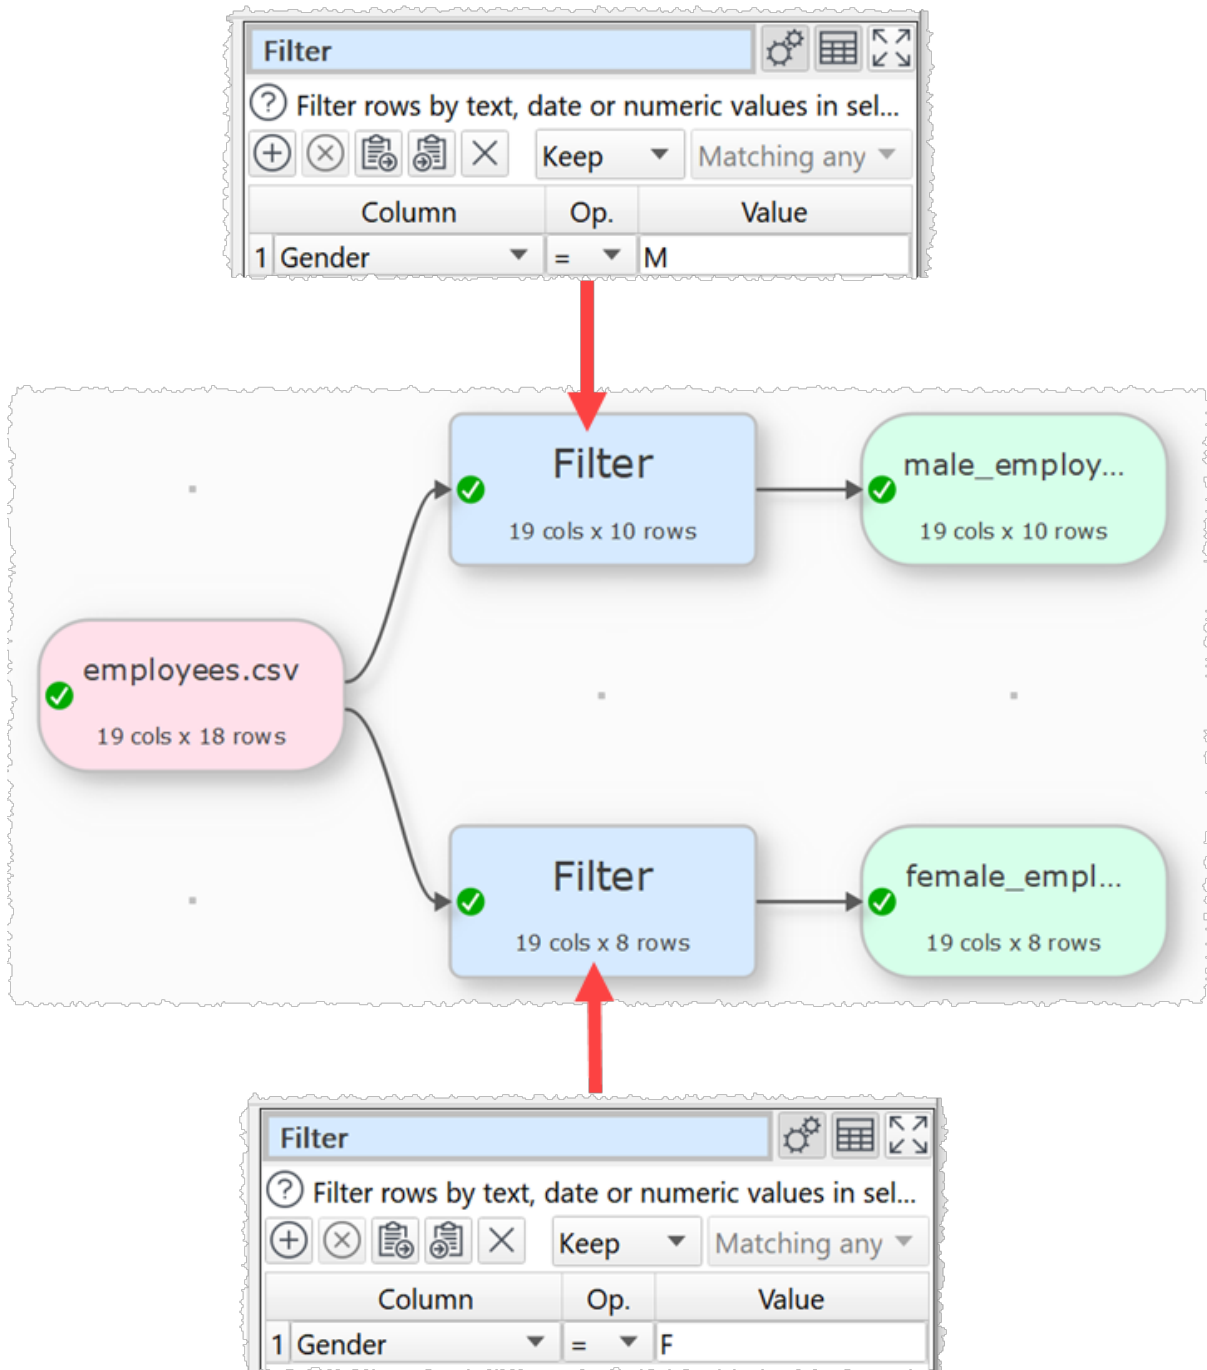 Filter
Filter rows by text, date or numeric values in sel...
Keep Matching any
Column Op. Value
1 Gender = M
Filter
19 cols x 10 rows
male_employ...
19 cols x 10 rows
employees.csv
19 cols x 18 rows
Filter
19 cols x 8 rows
female_empl...
19 cols x 8 rows
Filter
Filter rows by text, date or numeric values in sel...
Keep Matching any
Column Op. Value
1 Gender = F